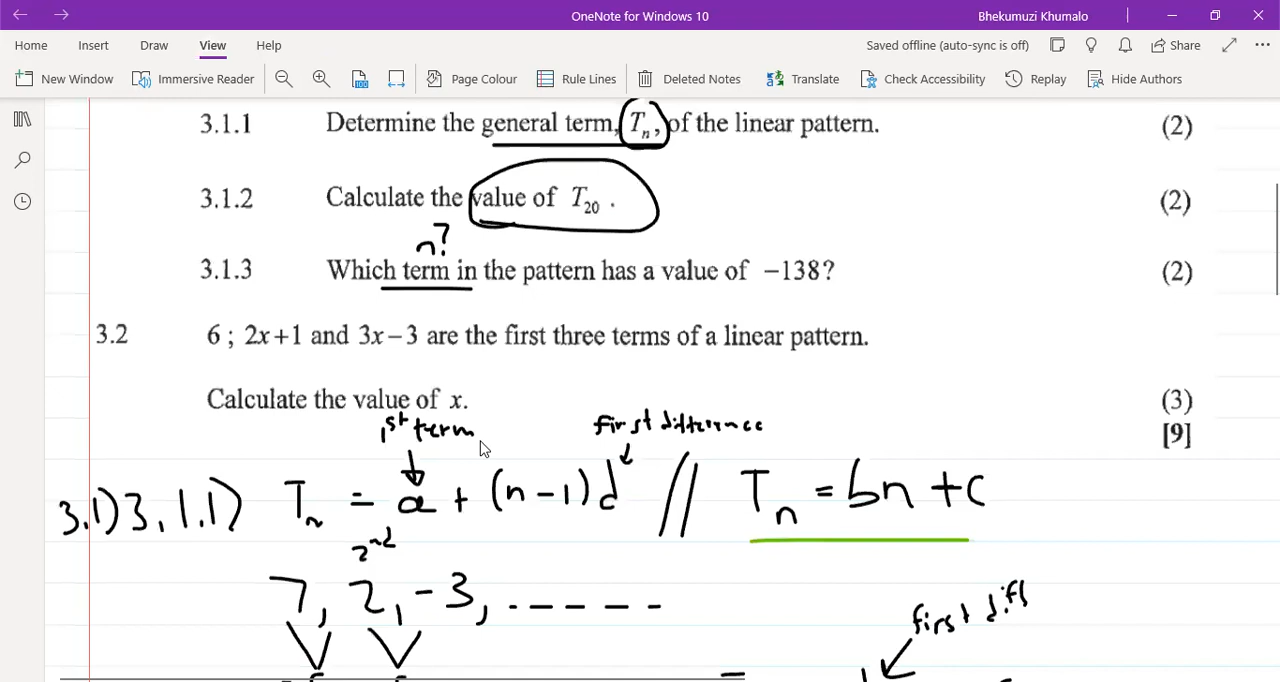 OneNote for Windows 10
Bhekumuzi Khumalo
Home Insert Draw View Help
Saved offline (auto-sync is off) Share
New Window Immersive Reader Page Colour Rule Lines Deleted Notes Translate Check Accessibility Replay Hide Authors
3.1.1 Determine the general term, Tn, of the linear pattern. (2)
3.1.2 Calculate the value of T20 . (2)
n?
3.1.3 Which term in the pattern has a value of −138? (2)
3.2 6 ; 2x+1 and 3x−3 are the first three terms of a linear pattern.
Calculate the value of x. (3)
[9]
1st term first difference
3.1) 3.1.1) Tn = a + (n −1)d // Tn = bn + c
2nd
7, 2, -3, -----
first diff
=